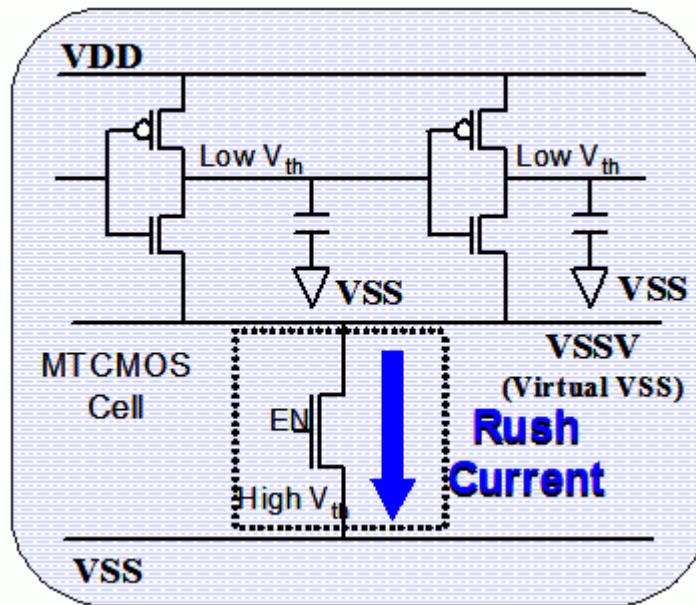 VDD
Low Vth
Low Vth
VSS
VSS
VSSV
(Virtual VSS)
MTCMOS
Cell
EN
Rush
Current
High Vth
VSS